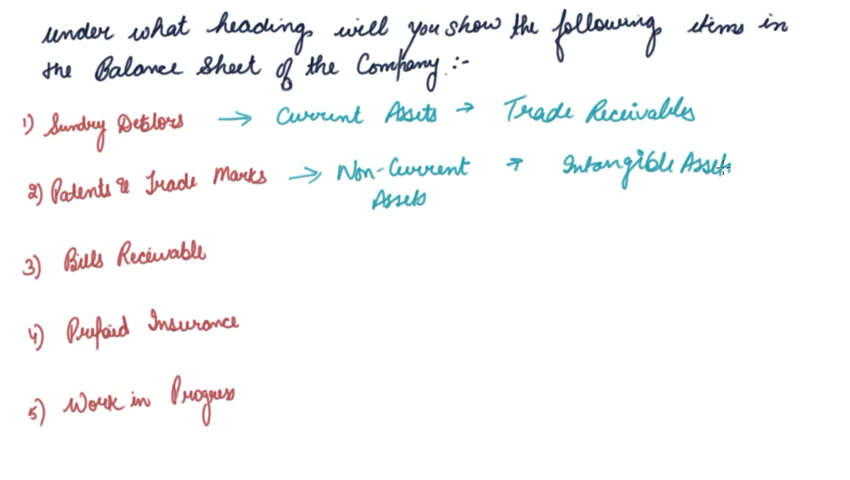 under what heading will you show the following items in
the Balance Sheet of the Company :-
1) Sundry Debtors → Current Assets → Trade Receivables
2) Patents & Trade Marks → Non-Current Assets → Intangible Assets
3) Bills Receivable
4) Prepaid Insurance
5) Work in Progress